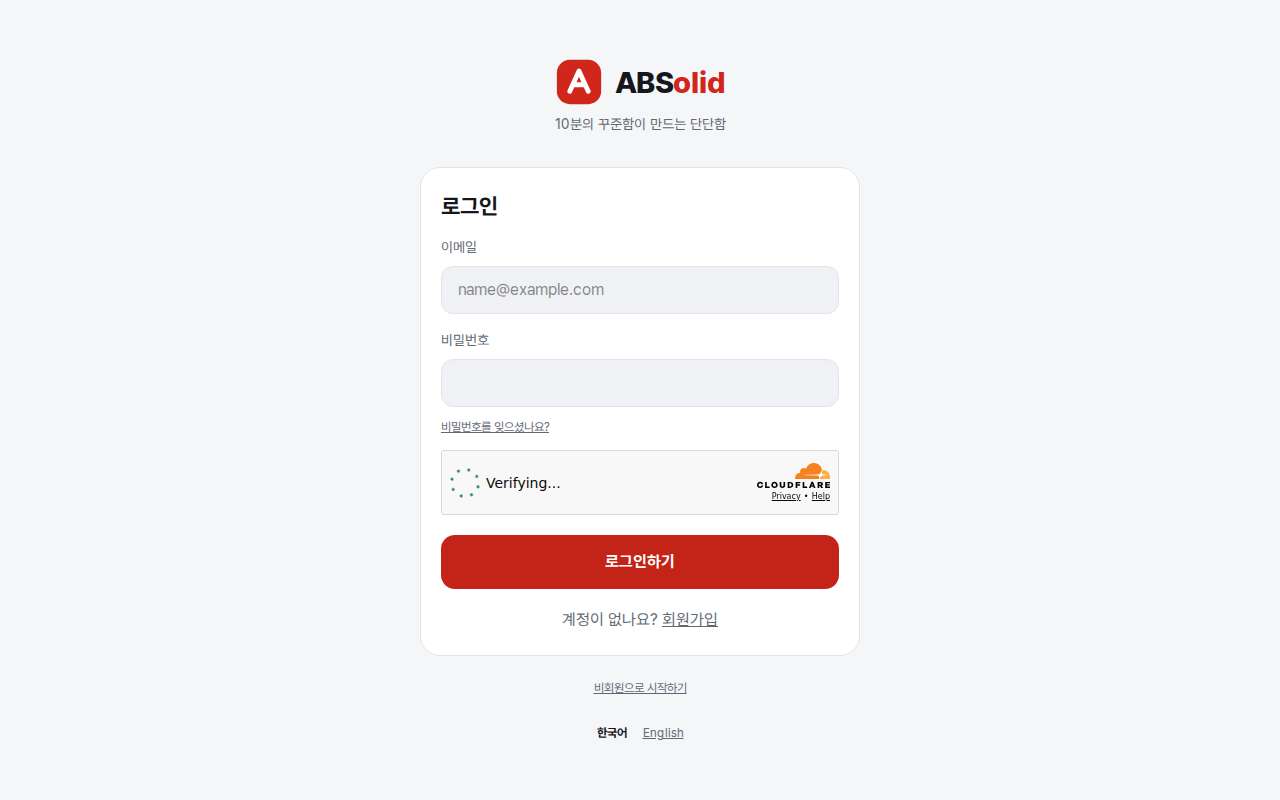 ABSolid
10분의 꾸준함이 만드는 단단함
로그인
이메일
name@example.com
비밀번호
비밀번호를 잊으셨나요?
Verifying...
CLOUDFLARE
Privacy • Help
로그인하기
계정이 없나요? 회원가입
비회원으로 시작하기
한국어 English